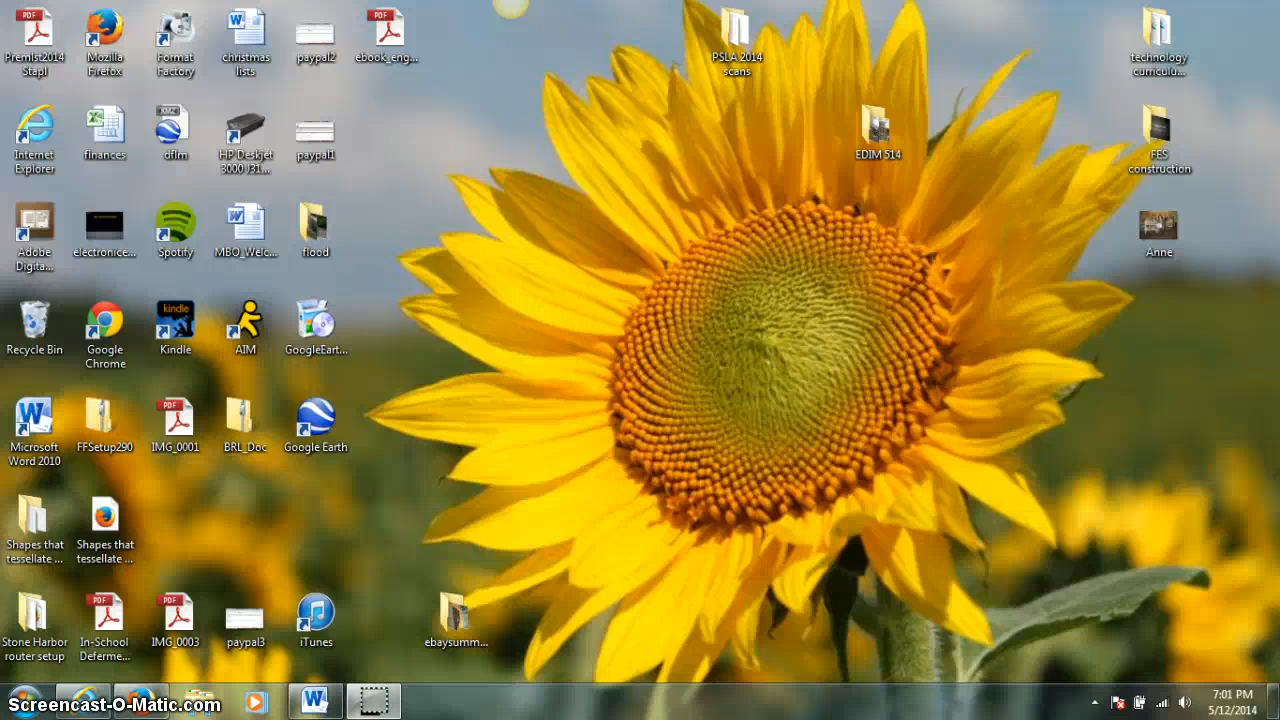 Premist2014
Stapl
Mozilla
Firefox
Format
Factory
christmas
lists
paypal2
ebook_eng...
PSLA 2014
scans
technology
curriculu...
Internet
Explorer
finances
dflm
HP Deskjet
3000 J31...
paypal1
EDIM 514
FES
construction
Adobe
Digita...
electronice...
Spotify
MBO_Welc...
flood
Anne
Recycle Bin
Google
Chrome
kindle
Kindle
AIM
GoogleEart...
Microsoft
Word 2010
FFSetup290
IMG_0001
BRL_Doc
Google Earth
Shapes that
tessellate ...
Shapes that
tessellate ...
Stone Harbor
router setup
In-School
Deferme...
IMG_0003
paypal3
iTunes
ebaysumm...
Screencast-O-Matic.com
7:01 PM
5/12/2014